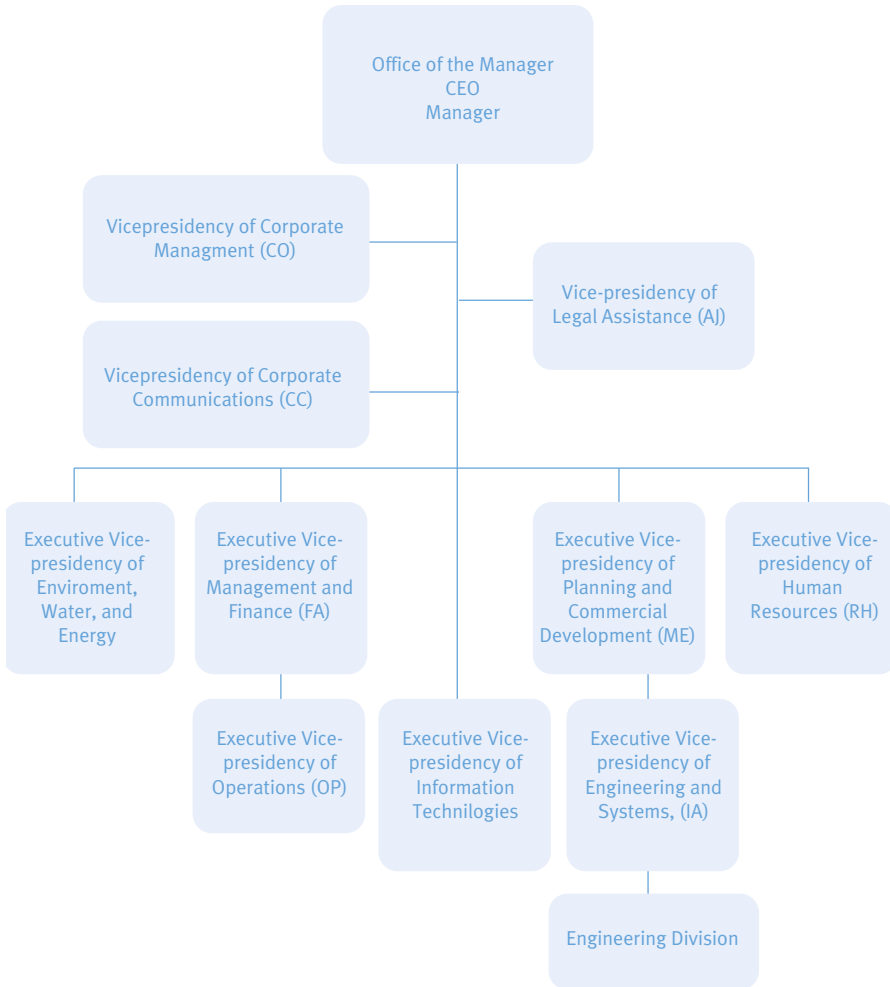 Office of the Manager
CEO
Manager
Vicepresidency of Corporate
Managment (CO)
Vice-presidency of
Legal Assistance (AJ)
Vicepresidency of Corporate
Communications (CC)
Executive Vice-
presidency of
Enviroment,
Water, and
Energy
Executive Vice-
presidency of
Management and
Finance (FA)
Executive Vice-
presidency of
Planning and
Commercial
Development (ME)
Executive Vice-
presidency of
Human
Resources (RH)
Executive Vice-
presidency of
Operations (OP)
Executive Vice-
presidency of
Information
Technilogies
Executive Vice-
presidency of
Engineering and
Systems, (IA)
Engineering Division